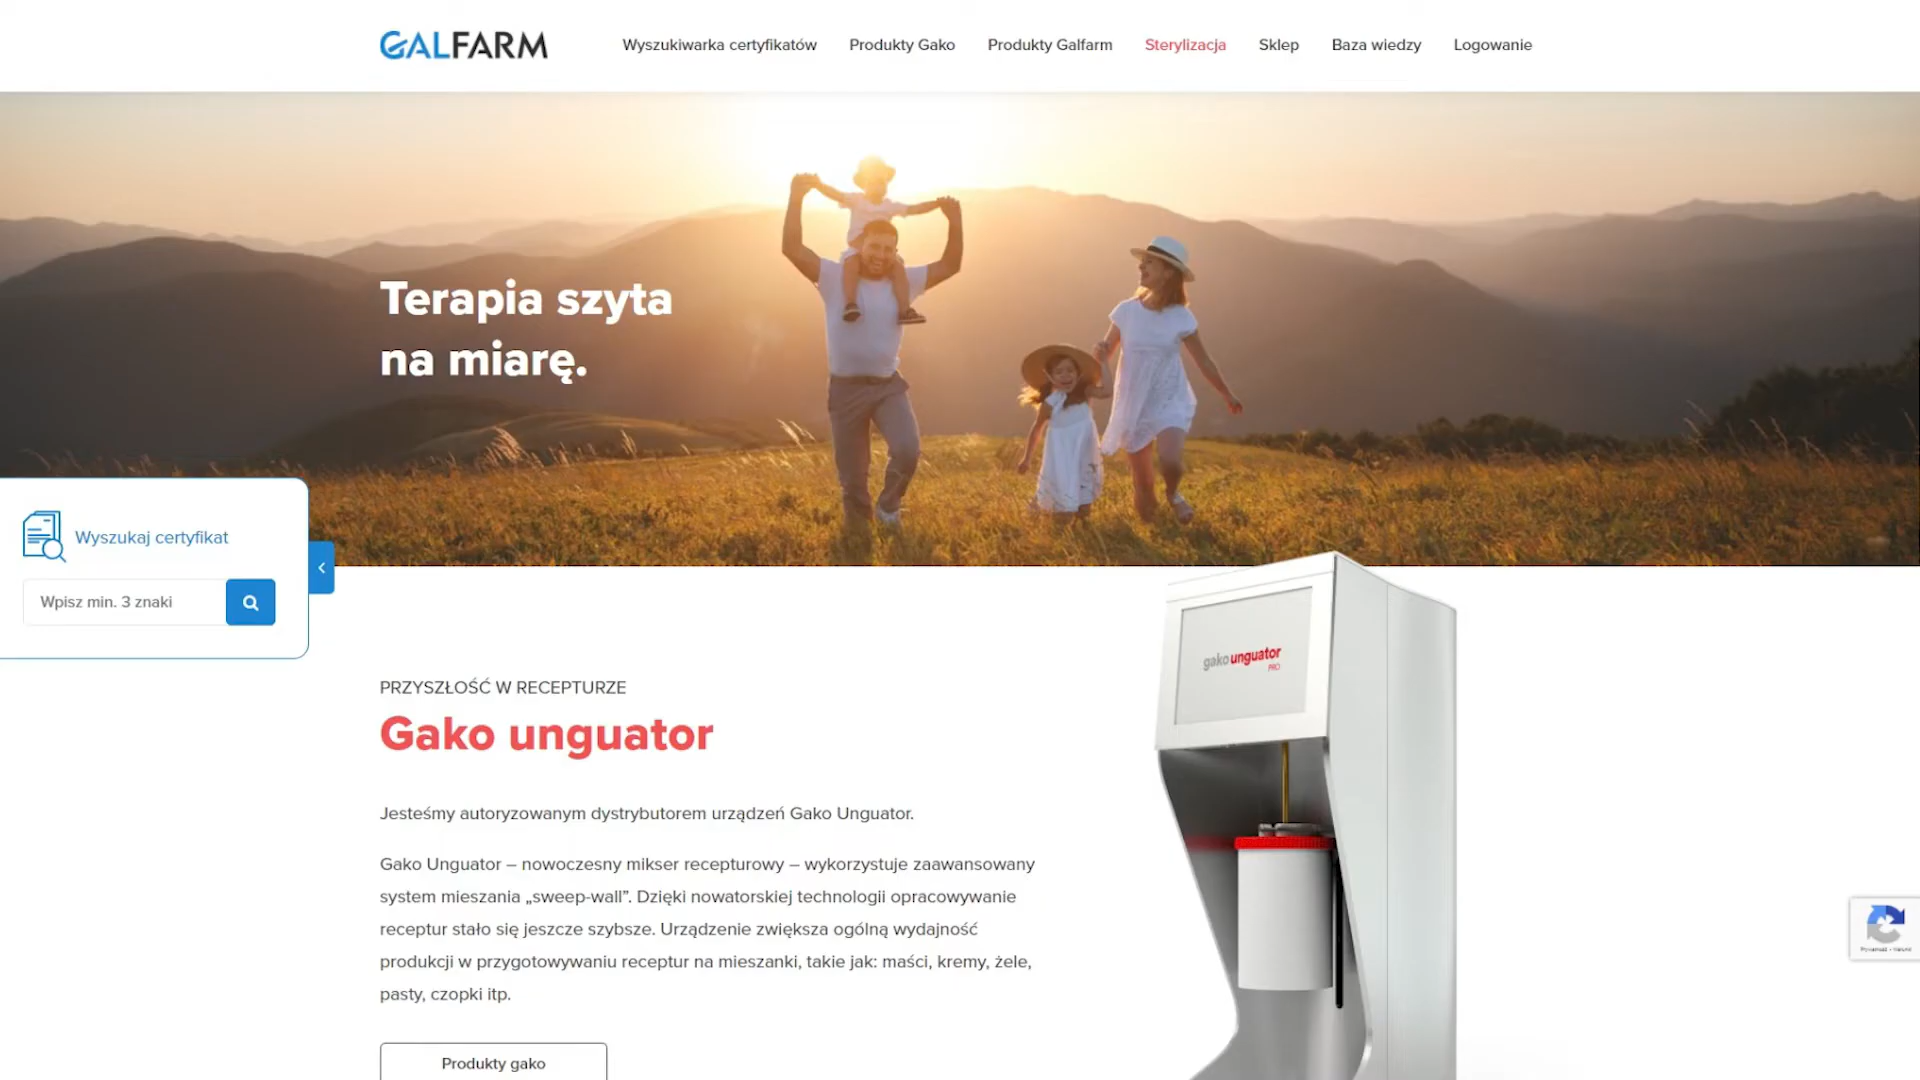 GALFARM
Wyszukiwarka certyfikatów
Produkty Gako
Produkty Galfarm
Sterylizacja
Sklep
Baza wiedzy
Logowanie
Terapia szyta
na miarę.
Wyszukaj certyfikat
Wpisz min. 3 znaki
gako unguator
PRO
PRZYSZŁOŚĆ W RECEPTURZE
Gako unguator
Jesteśmy autoryzowanym dystrybutorem urządzeń Gako Unguator.
Gako Unguator – nowoczesny mikser recepturowy – wykorzystuje zaawansowany
system mieszania „sweep-wall”. Dzięki nowatorskiej technologii opracowywanie
receptur stało się jeszcze szybsze. Urządzenie zwiększa ogólną wydajność
produkcji w przygotowywaniu receptur na mieszanki, takie jak: maści, kremy, żele,
pasty, czopki itp.
Produkty gako